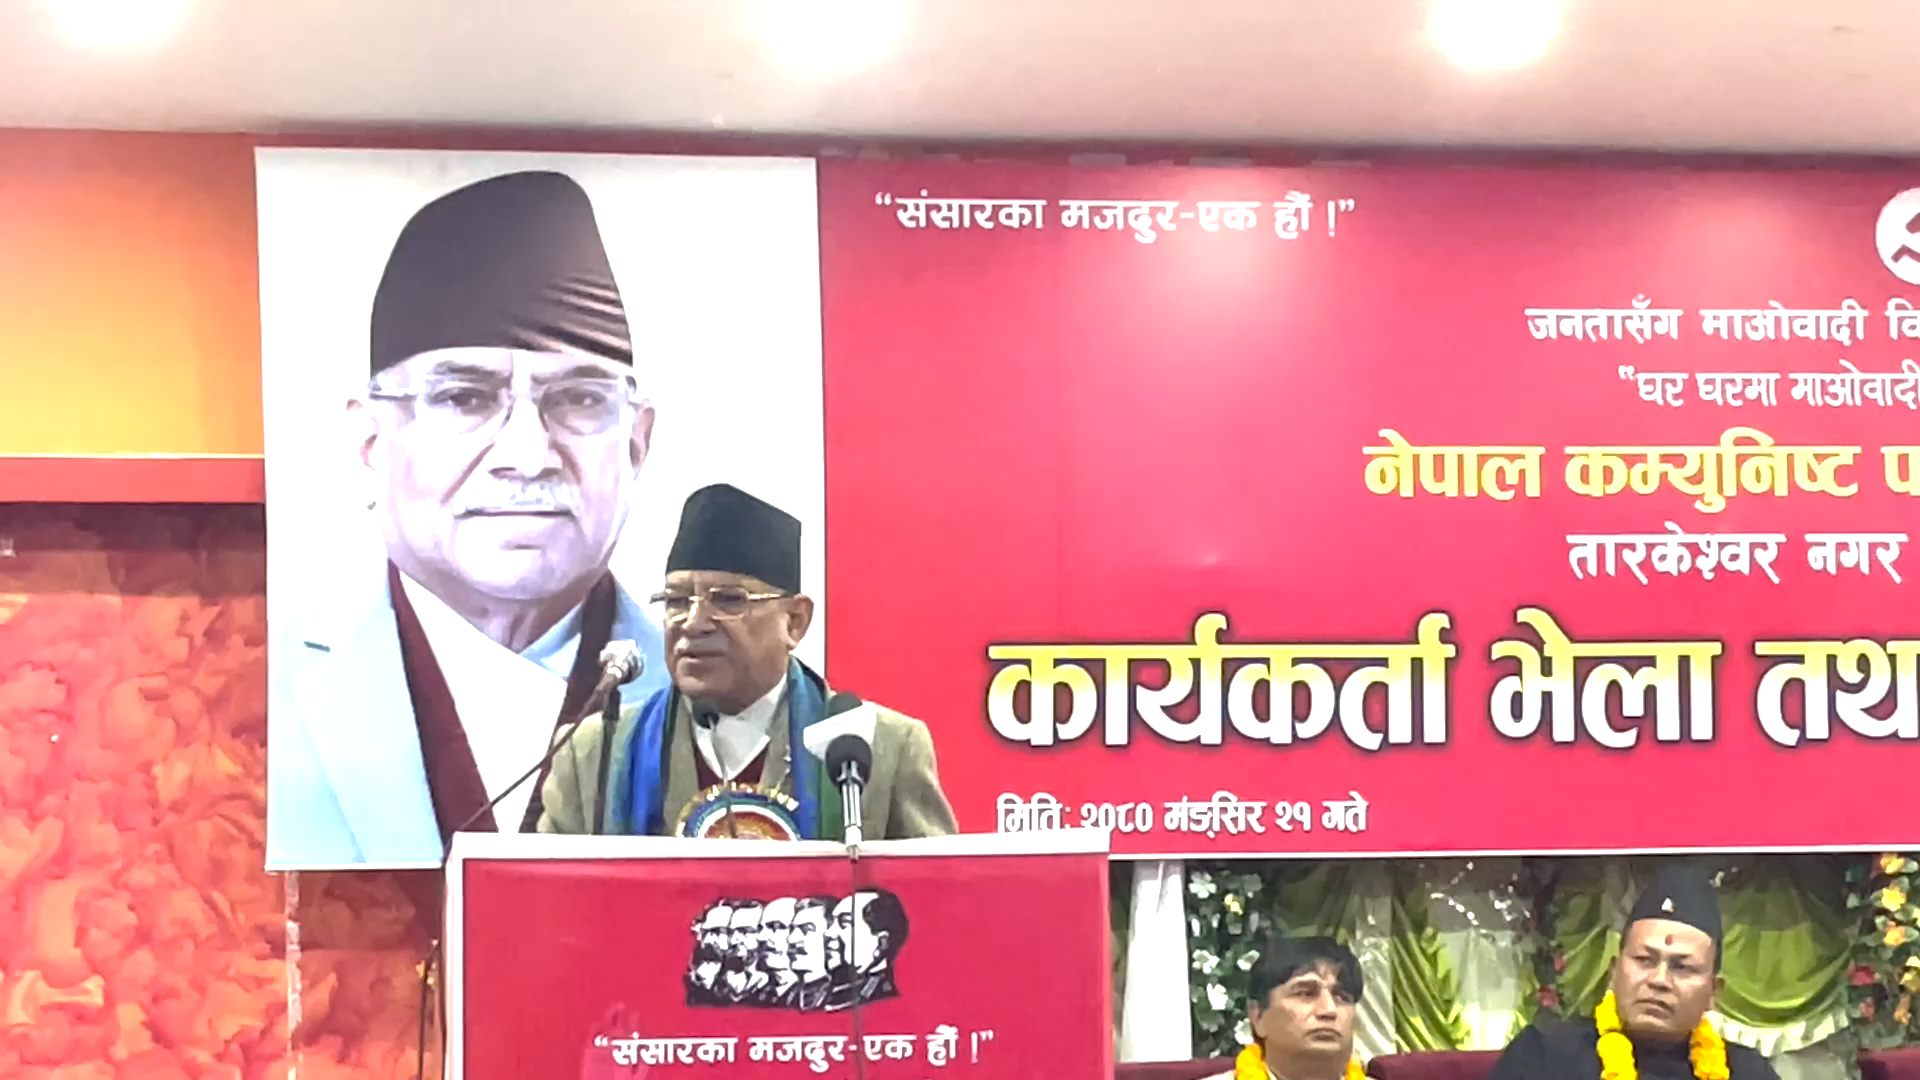 “संसारका मजदुर-एक हौं !”
जनतासँग माओवादी
“घर घरमा माओवादी
नेपाल कम्युनिष्ट
तारकेश्वर नगर
कार्यकर्ता भेला तथा
मिति: २०८० मंङ्सिर २१ गते
“संसारका मजदुर-एक हौं !”